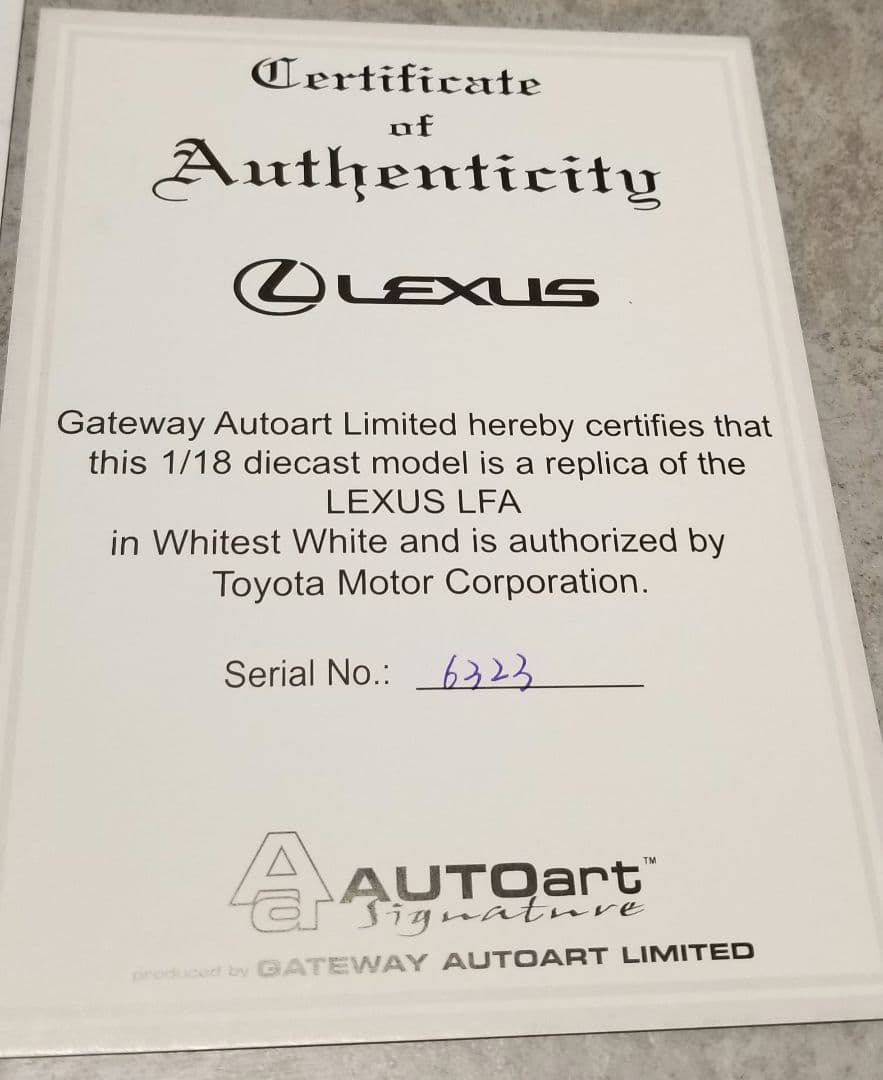 Certificate
of
Authenticity
LEXUS
Gateway Autoart Limited hereby certifies that
this 1/18 diecast model is a replica of the
LEXUS LFA
in Whitest White and is authorized by
Toyota Motor Corporation.
Serial No.: 6323
Aar
AUTOart™
Signature
produced by GATEWAY AUTOART LIMITED